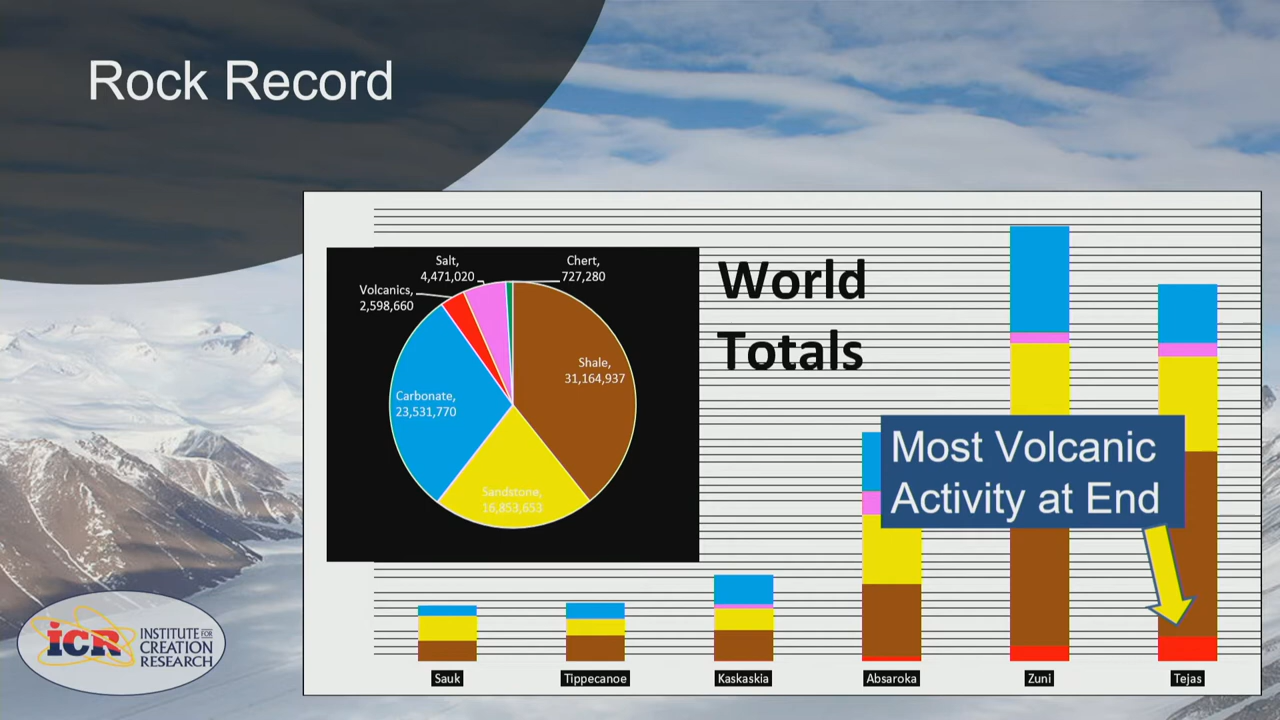 Rock Record
Salt,
4,471,020
Chert,
727,280
Volcanics,
2,598,660
Shale,
31,164,937
Carbonate,
23,531,770
Sandstone,
16,853,653
World
Totals
Most Volcanic
Activity at End
Sauk
Tippecanoe
Kaskaskia
Absaroka
Zuni
Tejas
iCR
INSTITUTE FOR
CREATION
RESEARCH